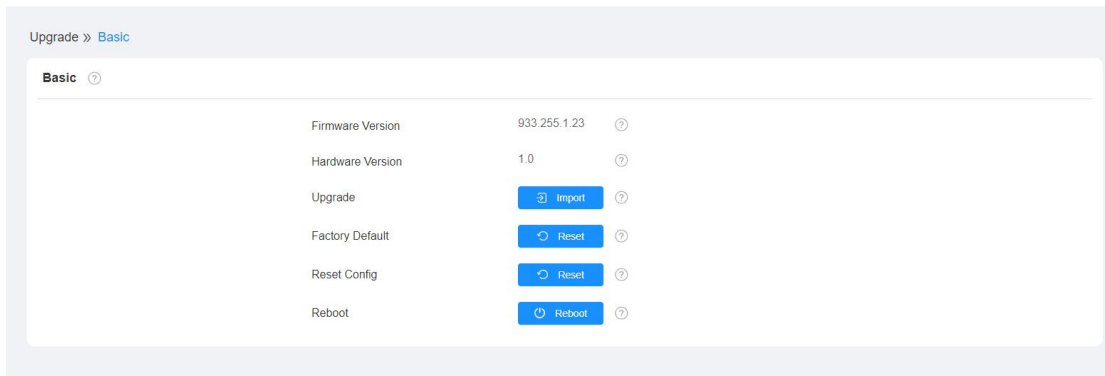 Upgrade » Basic
Basic ?
Firmware Version 933.255.1.23 ?
Hardware Version 1.0 ?
Upgrade Import ?
Factory Default Reset ?
Reset Config Reset ?
Reboot Reboot ?